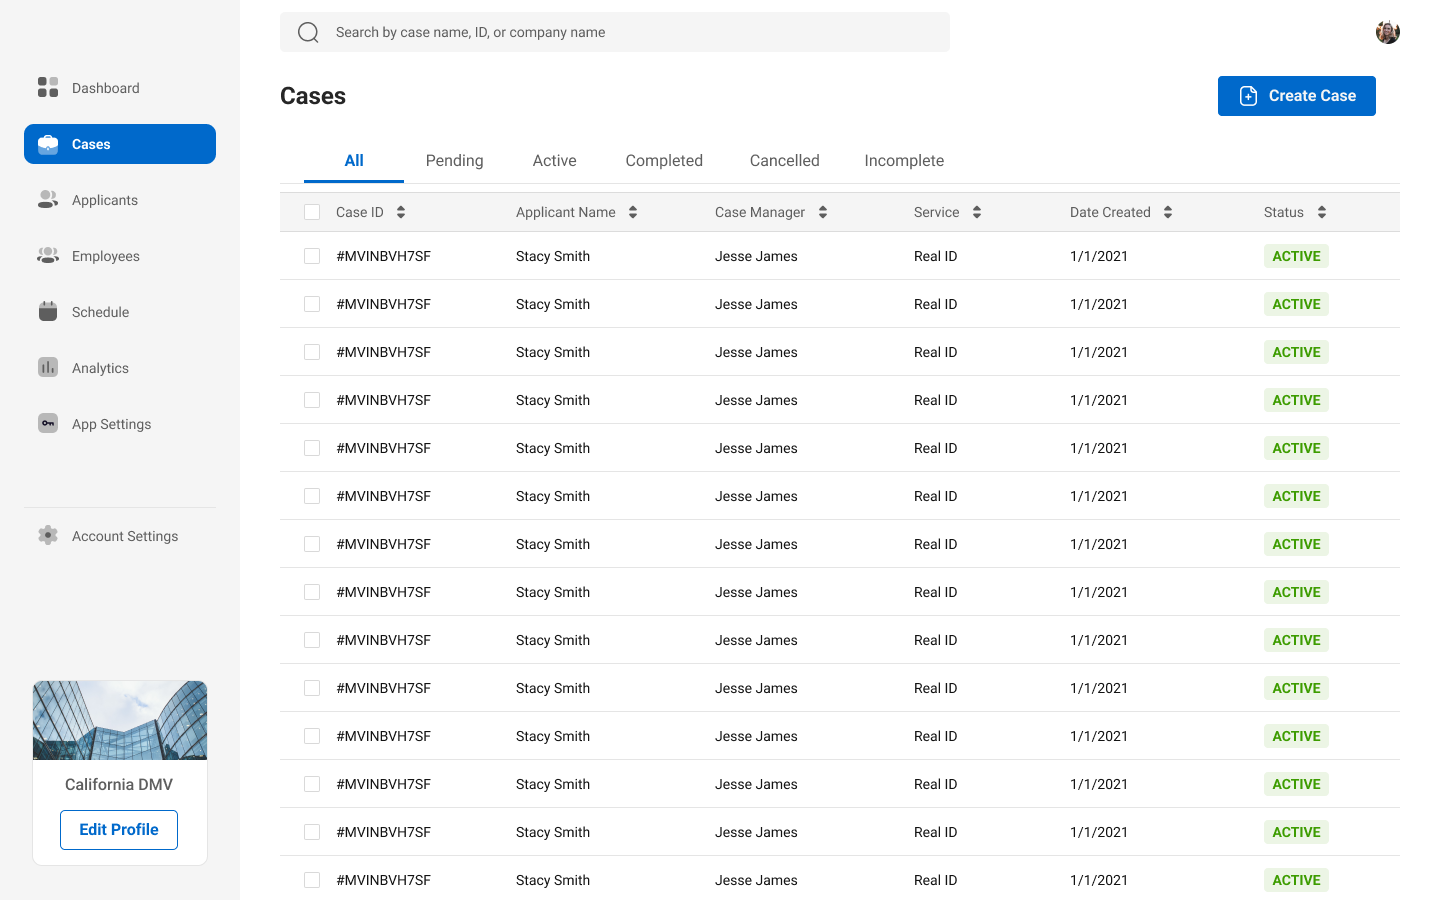 Search by case name, ID, or company name
Dashboard
Cases
Applicants
Employees
Schedule
Analytics
App Settings
Account Settings
California DMV
Edit Profile
Cases
Create Case
All Pending Active Completed Cancelled Incomplete
Case ID Applicant Name Case Manager Service Date Created Status
#MVINBVH7SF Stacy Smith Jesse James Real ID 1/1/2021 ACTIVE
#MVINBVH7SF Stacy Smith Jesse James Real ID 1/1/2021 ACTIVE
#MVINBVH7SF Stacy Smith Jesse James Real ID 1/1/2021 ACTIVE
#MVINBVH7SF Stacy Smith Jesse James Real ID 1/1/2021 ACTIVE
#MVINBVH7SF Stacy Smith Jesse James Real ID 1/1/2021 ACTIVE
#MVINBVH7SF Stacy Smith Jesse James Real ID 1/1/2021 ACTIVE
#MVINBVH7SF Stacy Smith Jesse James Real ID 1/1/2021 ACTIVE
#MVINBVH7SF Stacy Smith Jesse James Real ID 1/1/2021 ACTIVE
#MVINBVH7SF Stacy Smith Jesse James Real ID 1/1/2021 ACTIVE
#MVINBVH7SF Stacy Smith Jesse James Real ID 1/1/2021 ACTIVE
#MVINBVH7SF Stacy Smith Jesse James Real ID 1/1/2021 ACTIVE
#MVINBVH7SF Stacy Smith Jesse James Real ID 1/1/2021 ACTIVE
#MVINBVH7SF Stacy Smith Jesse James Real ID 1/1/2021 ACTIVE
#MVINBVH7SF Stacy Smith Jesse James Real ID 1/1/2021 ACTIVE